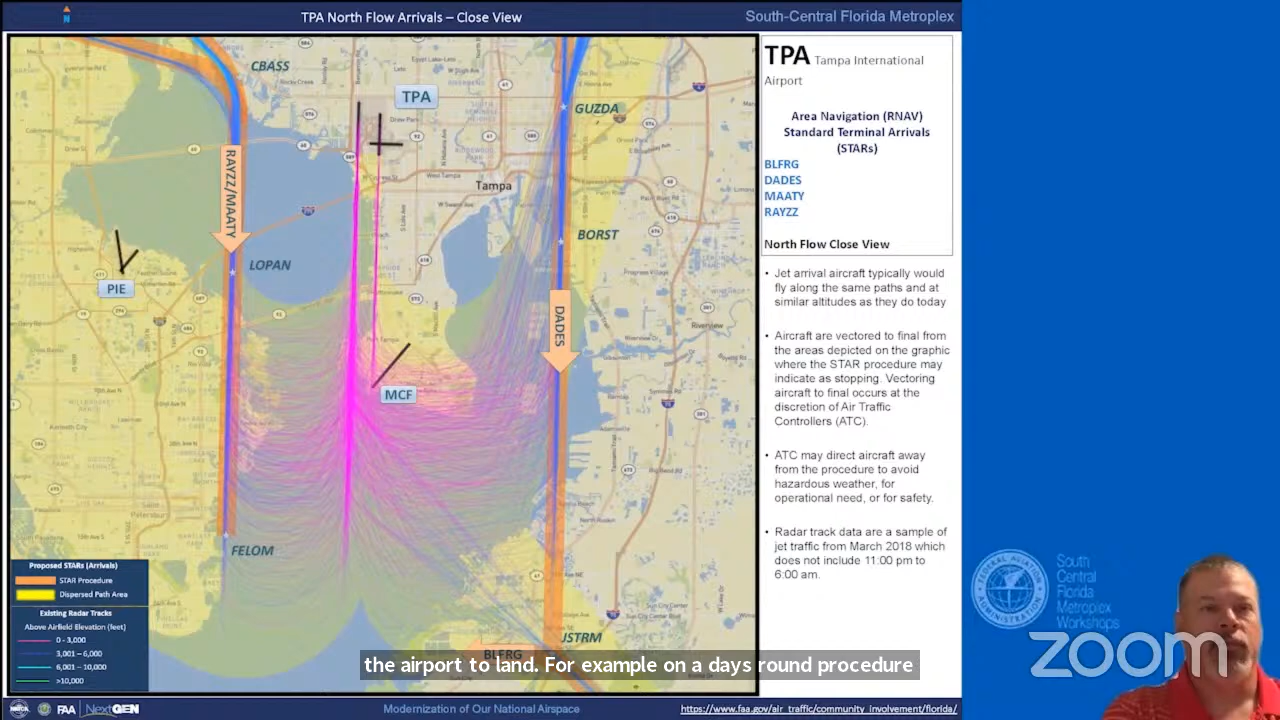 N
TPA North Flow Arrivals – Close View
South-Central Florida Metroplex
CBASS
TPA
GUZDA
RAYZZ/MAATY
Tampa
BORST
LOPAN
PIE
DADES
MCF
Riverview
FELOM
JSTRM
BLFRG
Proposed STARs (Arrivals)
STAR Procedure
Dispersed Path Area
Existing Radar Tracks
Above Airfield Elevation (feet)
0 - 3,000
3,001 – 6,000
6,001 – 10,000
>10,000
TPA Tampa International
Airport
Area Navigation (RNAV)
Standard Terminal Arrivals
(STARs)
BLFRG
DADES
MAATY
RAYZZ
North Flow Close View
• Jet arrival aircraft typically would
fly along the same paths and at
similar altitudes as they do today
• Aircraft are vectored to final from
the areas depicted on the graphic
where the STAR procedure may
indicate as stopping. Vectoring
aircraft to final occurs at the
discretion of Air Traffic
Controllers (ATC).
• ATC may direct aircraft away
from the procedure to avoid
hazardous weather, for
operational need, or for safety.
• Radar track data are a sample of
jet traffic from March 2018 which
does not include 11:00 pm to
6:00 am.
the airport to land. For example on a days round procedure
FAA NextGEN
Modernization of Our National Airspace
https://www.faa.gov/air_traffic/community_involvement/florida/
FEDERAL AVIATION
ADMINISTRATION
South
Central
Florida
Metroplex
Workshops
zoom